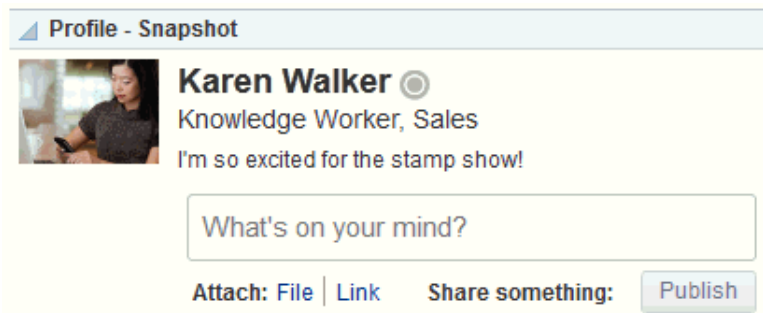 Profile - Snapshot
Karen Walker
Knowledge Worker, Sales
I'm so excited for the stamp show!
What's on your mind?
Attach: File | Link Share something: Publish